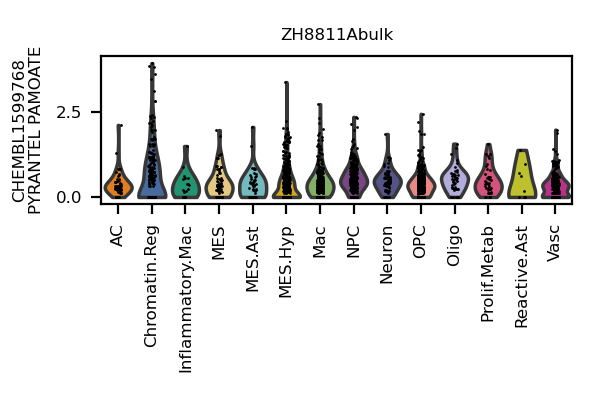 ZH8811Abulk
CHEMBL1599768
PYRANTEL PAMOATE
2.5
0.0
AC
Chromatin.Reg
Inflammatory.Mac
MES
MES.Ast
MES.Hyp
Mac
NPC
Neuron
OPC
Oligo
Prolif.Metab
Reactive.Ast
Vasc